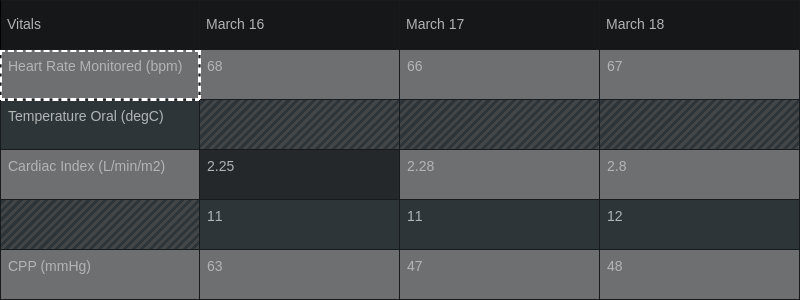 Vitals March 16 March 17 March 18
Heart Rate Monitored (bpm) 68 66 67
Temperature Oral (degC)
Cardiac Index (L/min/m2) 2.25 2.28 2.8
11 11 12
CPP (mmHg) 63 47 48